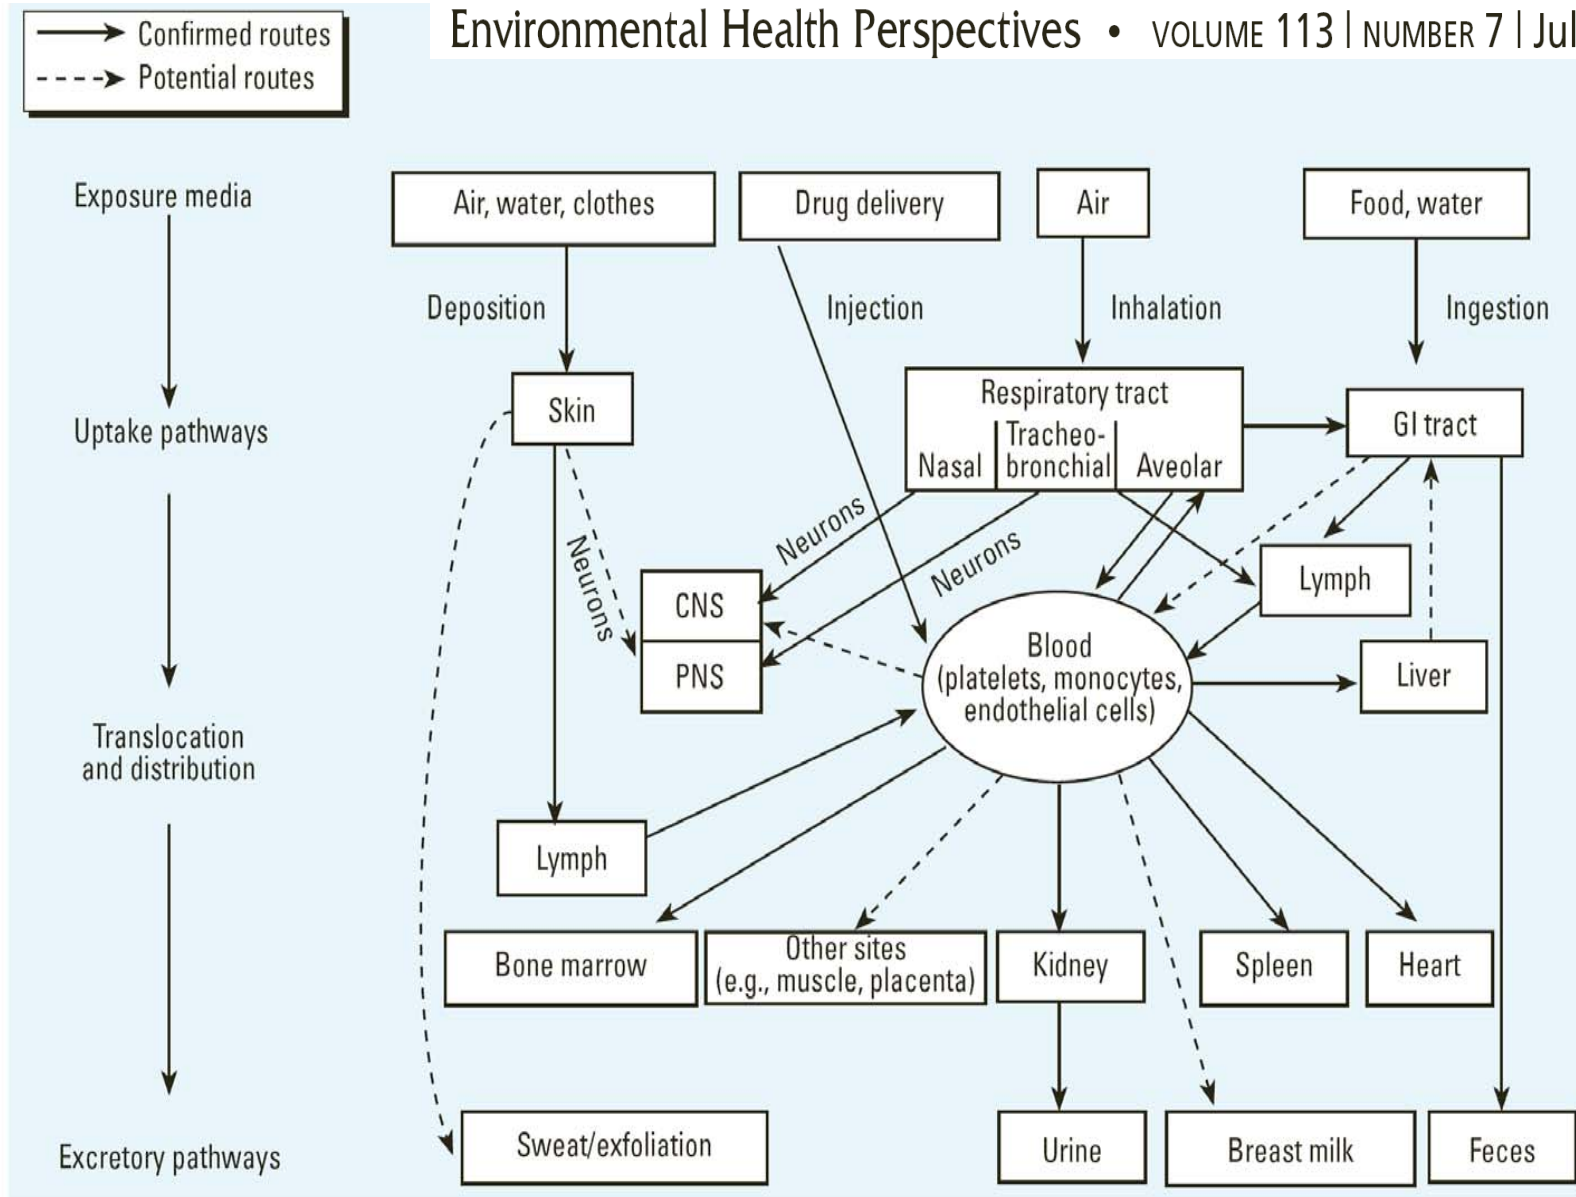 Confirmed routes
Potential routes
Environmental Health Perspectives • VOLUME 113 | NUMBER 7 | Jul
Exposure media
Air, water, clothes
Drug delivery
Air
Food, water
Deposition
Injection
Inhalation
Ingestion
Uptake pathways
Skin
Respiratory tract
Nasal
Tracheo-
bronchial
Aveolar
GI tract
Neurons
Neurons
Neurons
CNS
PNS
Lymph
Blood
(platelets, monocytes,
endothelial cells)
Liver
Translocation
and distribution
Lymph
Bone marrow
Other sites
(e.g., muscle, placenta)
Kidney
Spleen
Heart
Excretory pathways
Sweat/exfoliation
Urine
Breast milk
Feces